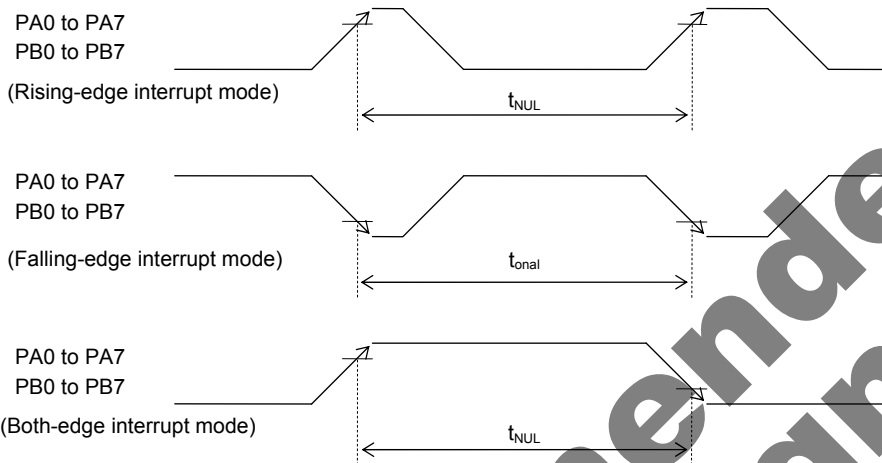 PA0 to PA7
PB0 to PB7
(Rising-edge interrupt mode)
tNUL
PA0 to PA7
PB0 to PB7
(Falling-edge interrupt mode)
tonal
PA0 to PA7
PB0 to PB7
(Both-edge interrupt mode)
tNUL